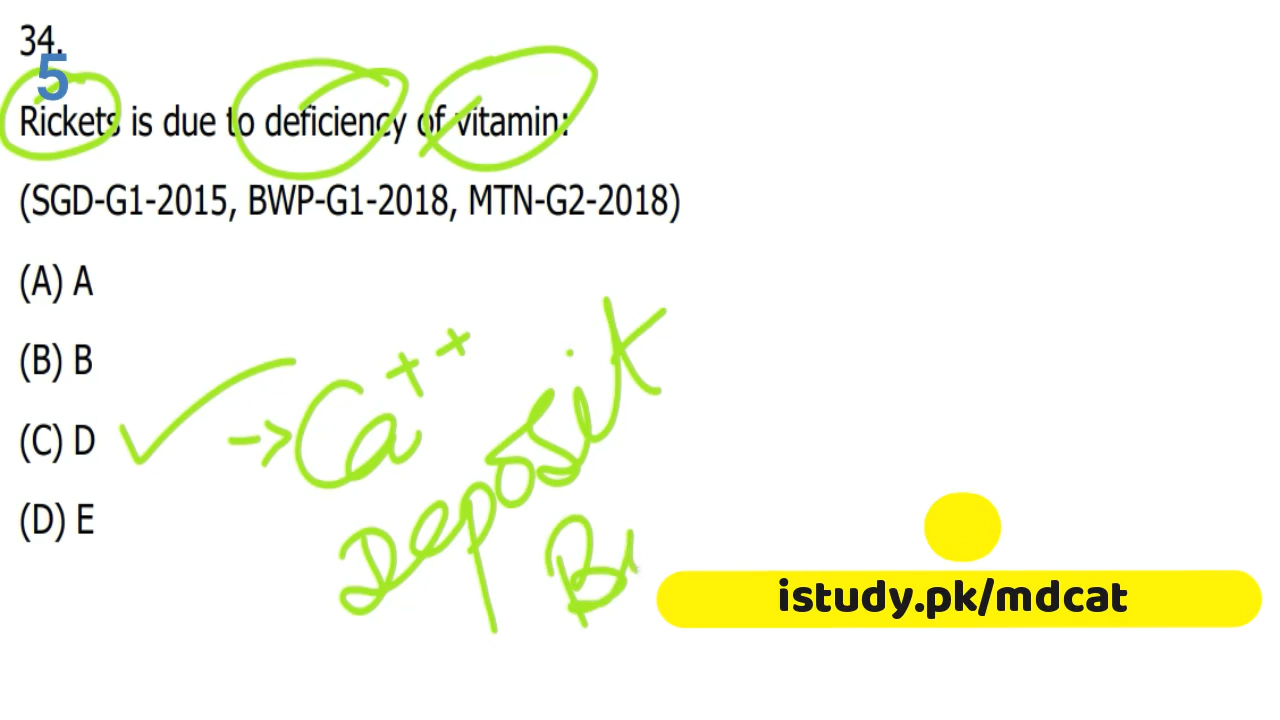 34.
5
Rickets is due to deficiency of vitamin:
(SGD-G1-2015, BWP-G1-2018, MTN-G2-2018)
(A) A
(B) B
(C) D
(D) E
→ Ca++
Deposit
istudy.pk/mdcat